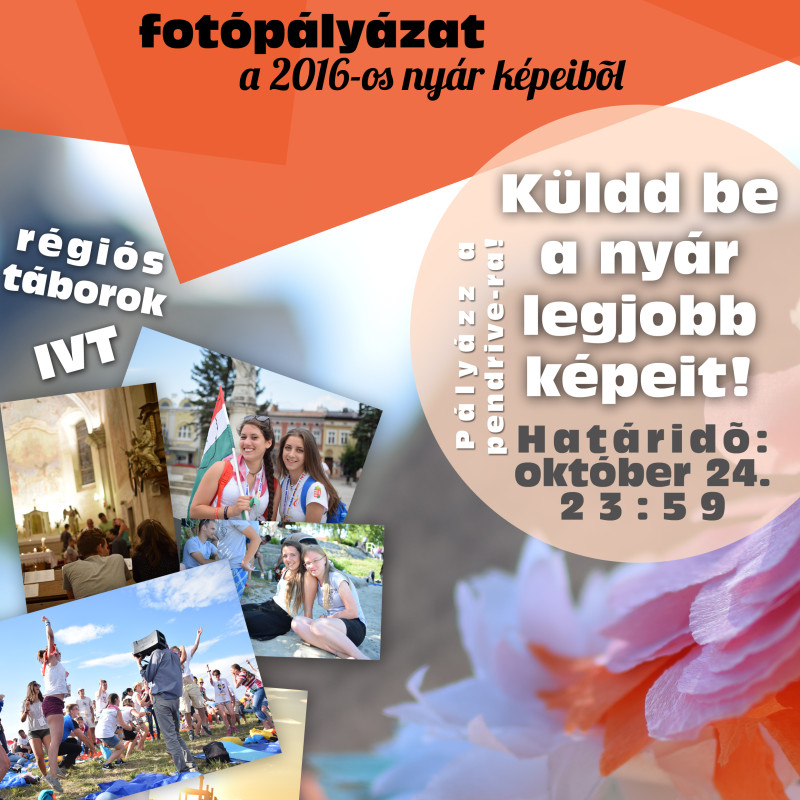 fotópályázat
a 2016-os nyár képeibõl
régiós
táborok
IVT
Pályázz a
pendrive-ra!
Küldd be
a nyár
legjobb
képeit!
Határidõ:
október 24.
23:59